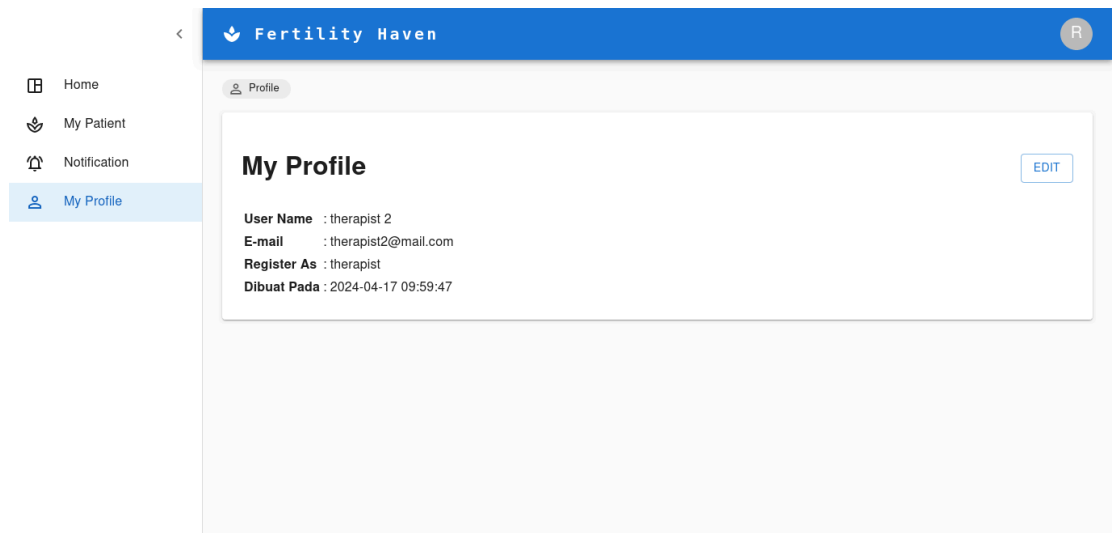 Fertility Haven
R
Home
My Patient
Notification
My Profile
Profile
My Profile
EDIT
User Name : therapist 2
E-mail : therapist2@mail.com
Register As : therapist
Dibuat Pada : 2024-04-17 09:59:47